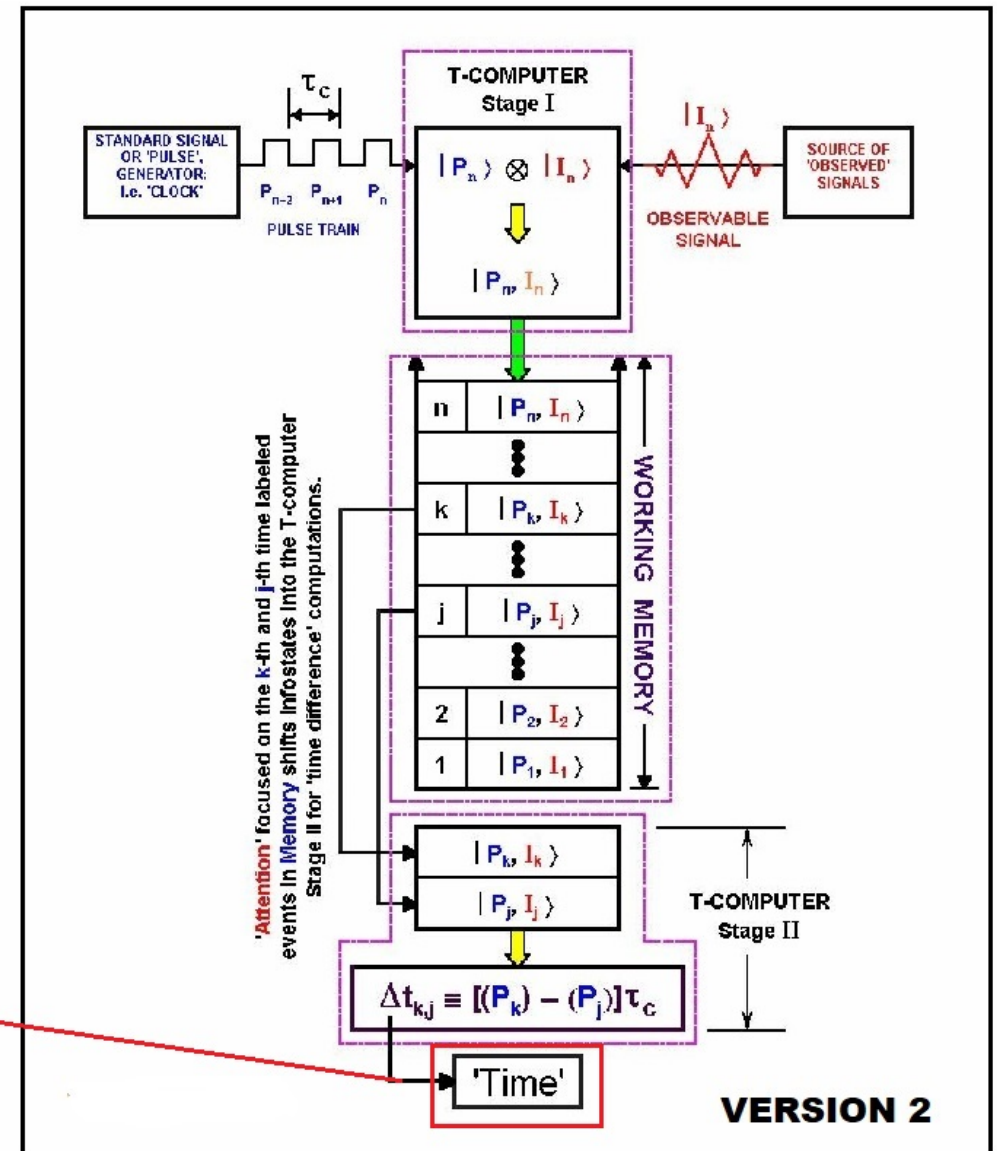 T-COMPUTER
Stage I
τc
STANDARD SIGNAL
OR 'PULSE',
GENERATOR:
i.e. 'CLOCK'
Pn-2 Pn+1 Pn
PULSE TRAIN
|Pn⟩ ⊗ |In⟩
|Pn, In⟩
|In⟩
OBSERVABLE
SIGNAL
SOURCE OF
'OBSERVED'
SIGNALS
n |Pn, In⟩
k |Pk, Ik⟩
j |Pj, Ij⟩
2 |P2, I2⟩
1 |P1, I1⟩
WORKING MEMORY
'Attention' focused on the k-th and j-th time labeled
events in Memory shifts infostates into the T-computer
Stage II for 'time difference' computations.
|Pk, Ik⟩
|Pj, Ij⟩
T-COMPUTER
Stage II
Δtk,j ≡ [(Pk) − (Pj)]τc
'Time'
VERSION 2